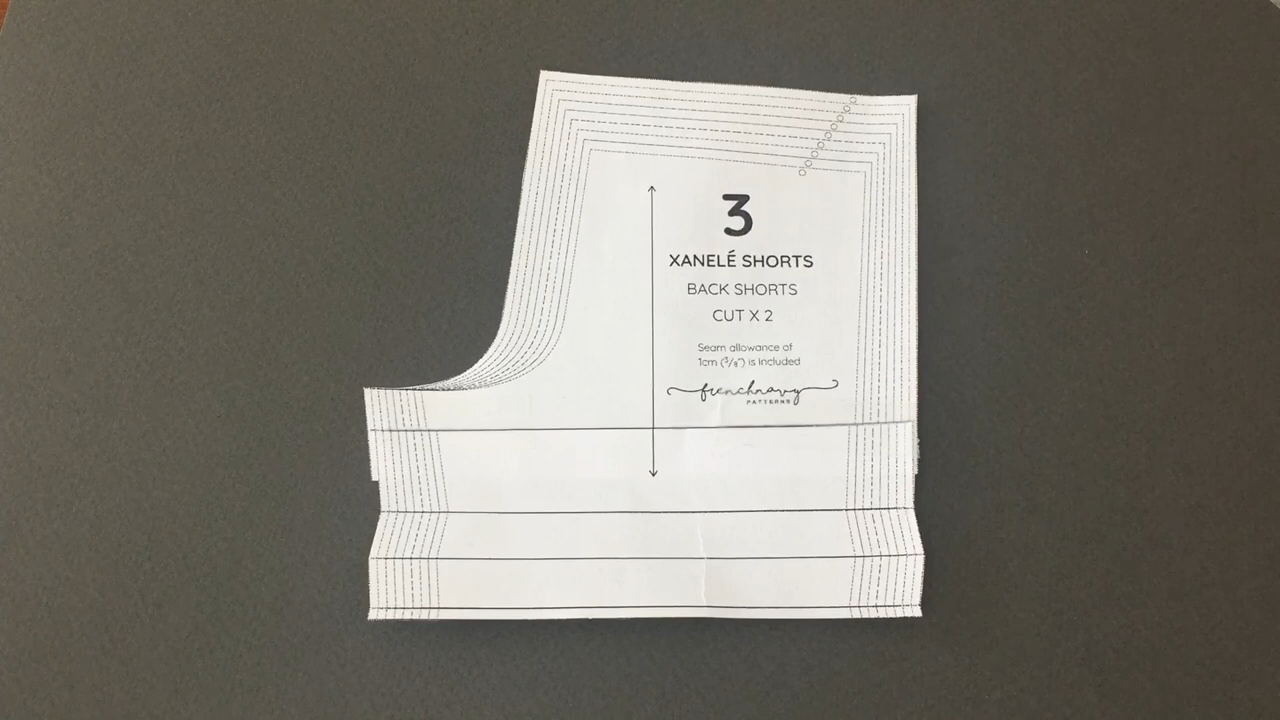 3
XANELÉ SHORTS
BACK SHORTS
CUT X 2
Seam allowance of
1cm (3/8") is included
frenchnavy
PATTERNS